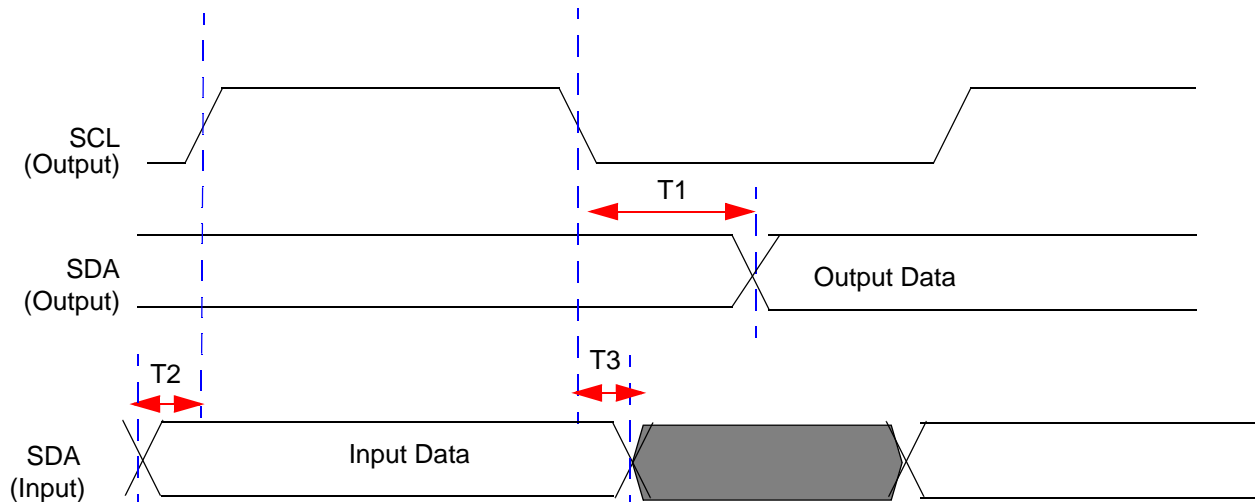 SCL
(Output)
T1
SDA
(Output)
Output Data
T2
T3
SDA
(Input)
Input Data